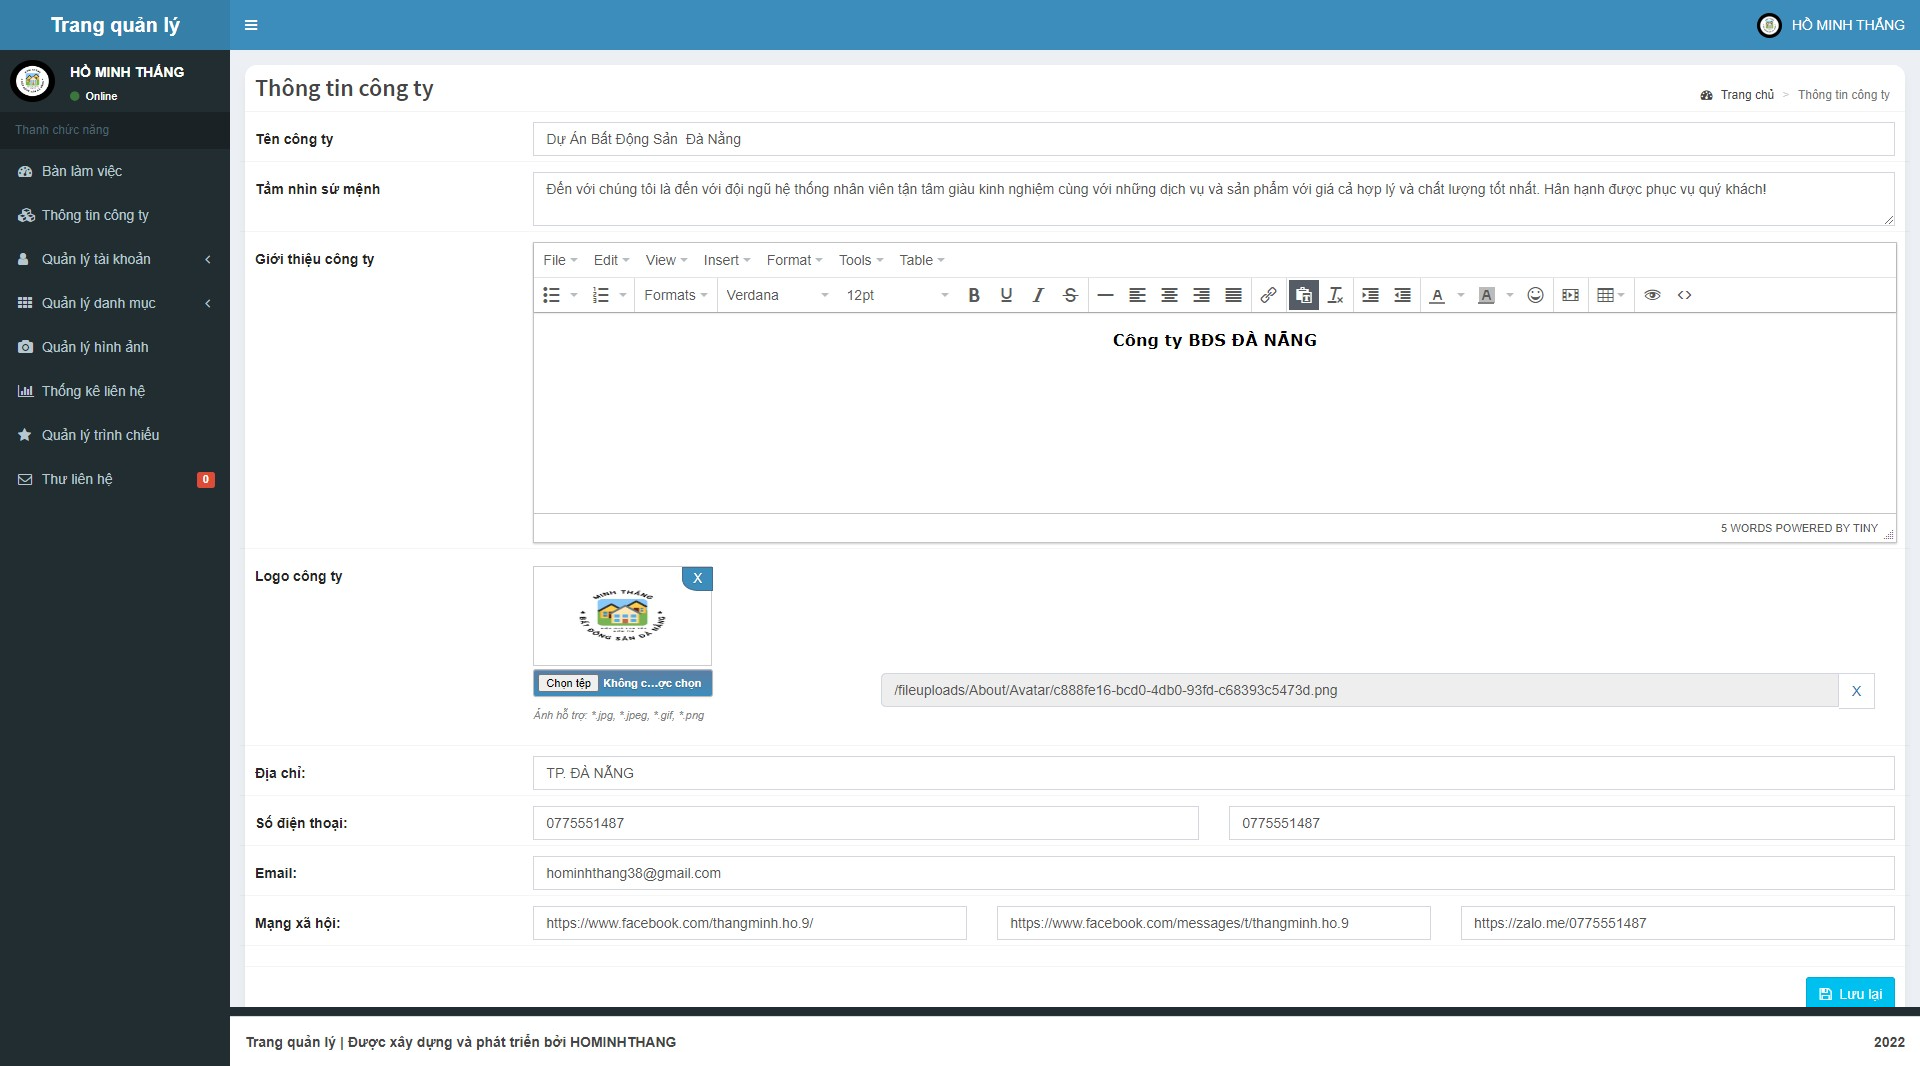 Trang quản lý
HỒ MINH THẮNG
HỒ MINH THẮNG
Online
Thanh chức năng
Bàn làm việc
Thông tin công ty
Quản lý tài khoản
Quản lý danh mục
Quản lý hình ảnh
Thống kê liên hệ
Quản lý trình chiếu
Thư liên hệ 0
Thông tin công ty
Trang chủ > Thông tin công ty
Tên công ty
Dự Án Bất Động Sản  Đà Nẵng
Tầm nhìn sứ mệnh
Đến với chúng tôi là đến với đội ngũ hệ thống nhân viên tận tâm giàu kinh nghiệm cùng với những dịch vụ và sản phẩm với giá cả hợp lý và chất lượng tốt nhất. Hân hạnh được phục vụ quý khách!
Giới thiệu công ty
File Edit View Insert Format Tools Table
Formats Verdana 12pt
Công ty BĐS ĐÀ NẴNG
5 WORDS POWERED BY TINY
Logo công ty
X
MINH THẮNG
BẤT ĐỘNG SẢN ĐÀ NẴNG
Chọn tệp Không c...ợc chọn
Ảnh hỗ trợ: *.jpg, *.jpeg, *.gif, *.png
/fileuploads/About/Avatar/c888fe16-bcd0-4db0-93fd-c68393c5473d.png X
Địa chỉ:
TP. ĐÀ NẴNG
Số điện thoại:
0775551487
0775551487
Email:
hominhthang38@gmail.com
Mạng xã hội:
https://www.facebook.com/thangminh.ho.9/
https://www.facebook.com/messages/t/thangminh.ho.9
https://zalo.me/0775551487
Lưu lại
Trang quản lý | Được xây dựng và phát triển bởi HOMINHTHANG
2022